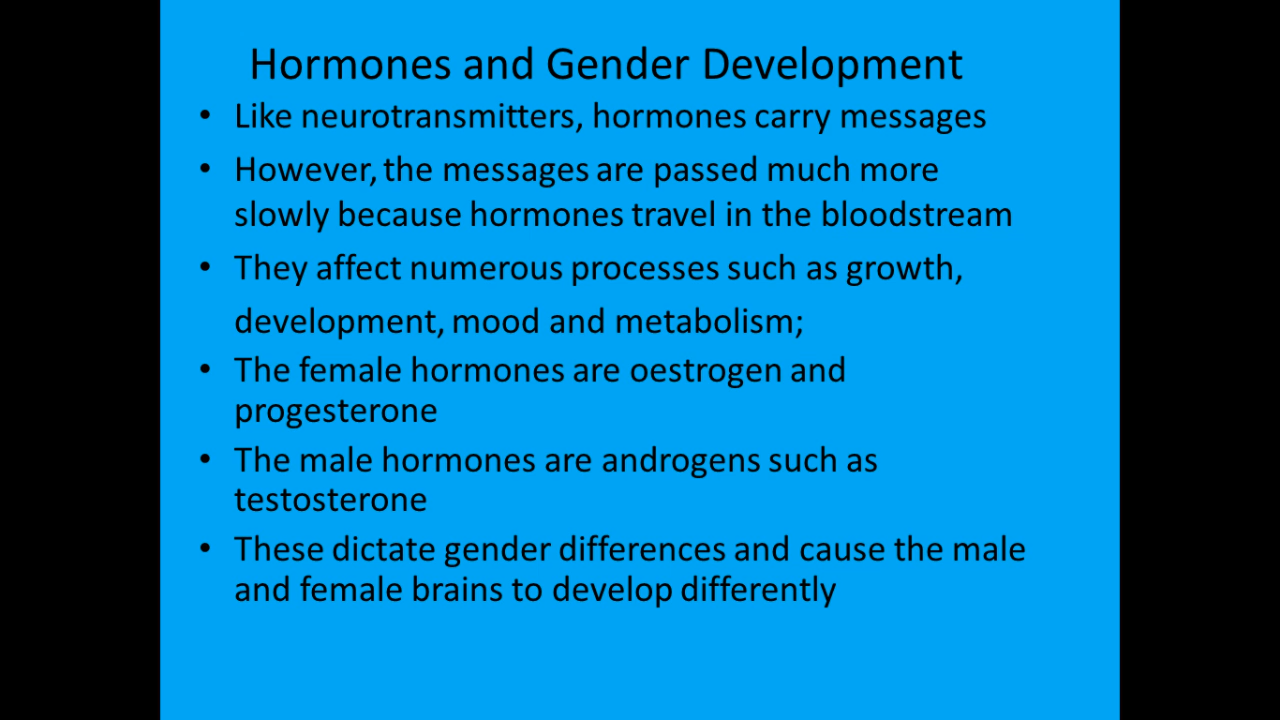 Hormones and Gender Development
• Like neurotransmitters, hormones carry messages
• However, the messages are passed much more
slowly because hormones travel in the bloodstream
• They affect numerous processes such as growth,
development, mood and metabolism;
• The female hormones are oestrogen and
progesterone
• The male hormones are androgens such as
testosterone
• These dictate gender differences and cause the male
and female brains to develop differently